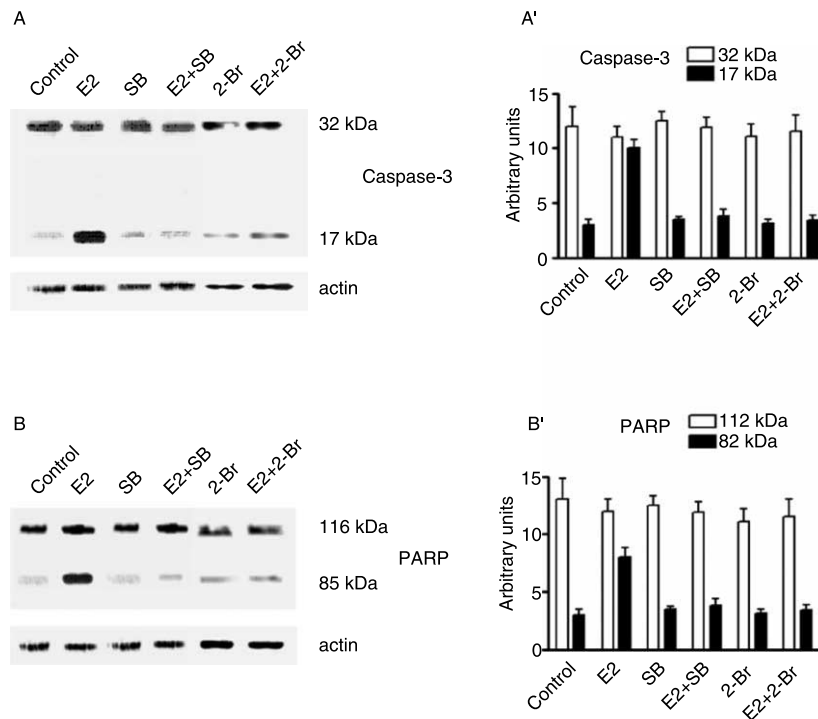 A
Control
E2
SB
E2+SB
2-Br
E2+2-Br
32 kDa
Caspase-3
17 kDa
actin
A'
Caspase-3
32 kDa
17 kDa
Arbitrary units
15
10
5
0
Control
E2
SB
E2+SB
2-Br
E2+2-Br
B
Control
E2
SB
E2+SB
2-Br
E2+2-Br
116 kDa
PARP
85 kDa
actin
B'
PARP
112 kDa
82 kDa
Arbitrary units
15
10
5
0
Control
E2
SB
E2+SB
2-Br
E2+2-Br